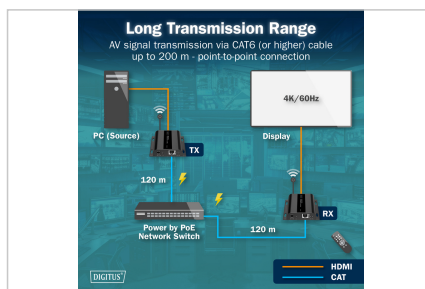 Long Transmission Range
AV signal transmission via CAT6 (or higher) cable
up to 200 m - point-to-point connection
4K/60Hz
PC (Source)
TX
Display
120 m
RX
Power by PoE
Network Switch
120 m
HDMI
CAT
DIGITUS